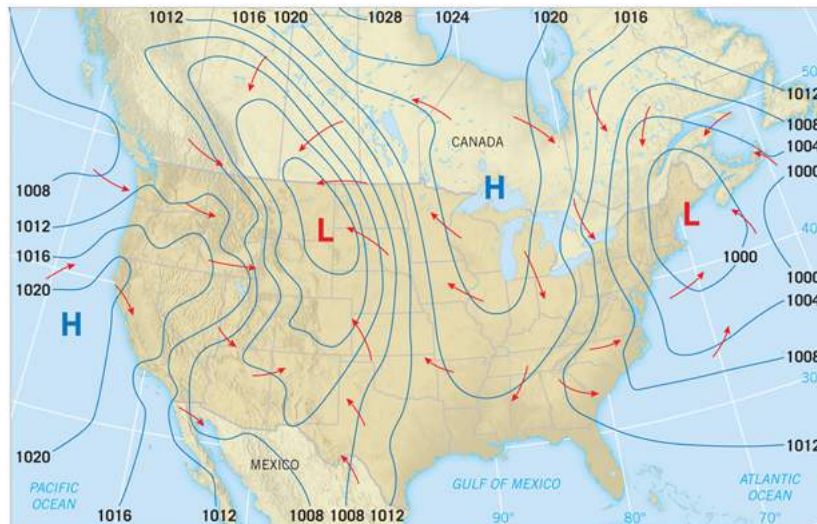 1012
1016
1020
1028
1024
1020
1016
50
1012
1008
1004
1000
CANADA
H
1008
1012
1016
1020
L
L
40
1000
1000
1004
H
1008
30
1012
1020
MEXICO
PACIFIC
OCEAN
GULF OF MEXICO
ATLANTIC
OCEAN
1016
1012
1008
1008
1012
90°
80°
70°